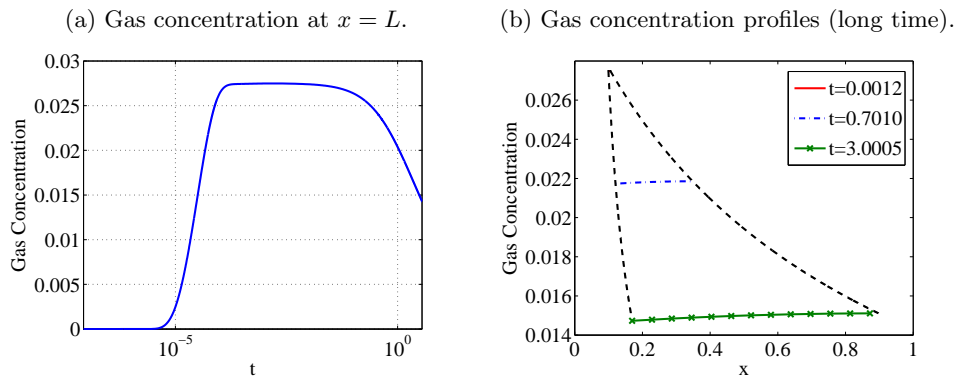 (a) Gas concentration at x = L.
0.03
0.025
0.02
0.015
0.01
0.005
0
Gas Concentration
10^-5
10^0
t
(b) Gas concentration profiles (long time).
0.026
0.024
0.022
0.02
0.018
0.016
0.014
Gas Concentration
t=0.0012
t=0.7010
t=3.0005
0
0.2
0.4
0.6
0.8
1
x